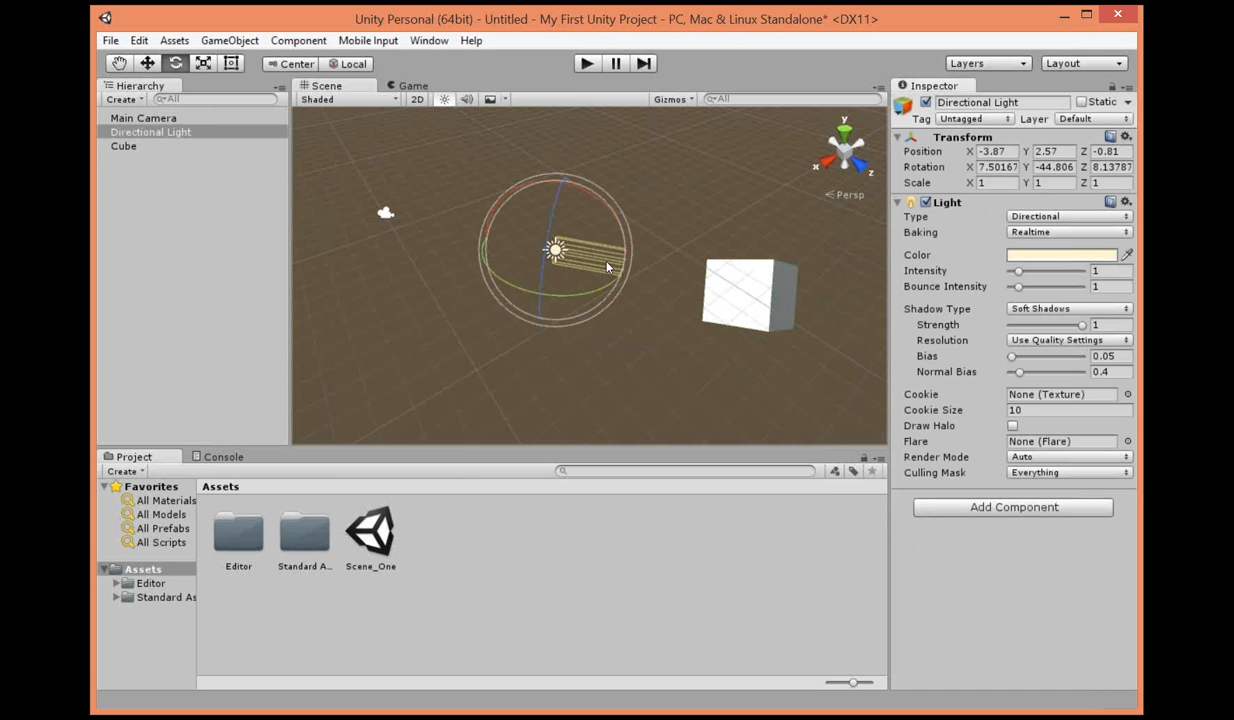 Unity Personal (64bit) - Untitled - My First Unity Project - PC, Mac & Linux Standalone* <DX11>
File Edit Assets GameObject Component Mobile Input Window Help
Center Local Layers Layout
Hierarchy
Create All
Main Camera
Directional Light
Cube
Scene Game
Shaded 2D Gizmos All
y
x
z
Persp
Inspector
Directional Light Static
Tag Untagged Layer Default
Transform
Position X -3.87 Y 2.57 Z -0.81
Rotation X 7.50167 Y -44.806 Z 8.13787
Scale X 1 Y 1 Z 1
Light
Type Directional
Baking Realtime
Color
Intensity 1
Bounce Intensity 1
Shadow Type Soft Shadows
Strength 1
Resolution Use Quality Settings
Bias 0.05
Normal Bias 0.4
Cookie None (Texture)
Cookie Size 10
Draw Halo
Flare None (Flare)
Render Mode Auto
Culling Mask Everything
Add Component
Project Console
Create
Favorites
All Materials
All Models
All Prefabs
All Scripts
Assets
Editor
Standard As
Assets
Editor Standard A... Scene_One